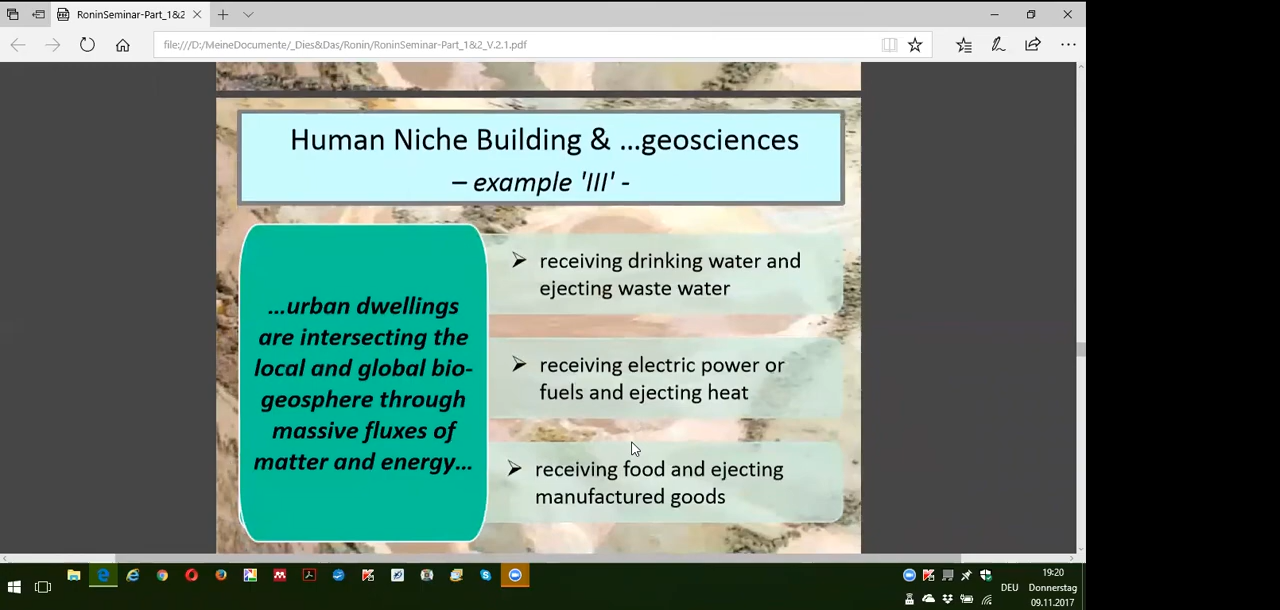 RoninSeminar-Part_1&2
file:///D:/MeineDocumente/_Dies&Das/Ronin/RoninSeminar-Part_1&2_V.2.1.pdf
Human Niche Building & ...geosciences
– example 'III' -
...urban dwellings
are intersecting the
local and global bio-
geosphere through
massive fluxes of
matter and energy...
receiving drinking water and
ejecting waste water
receiving electric power or
fuels and ejecting heat
receiving food and ejecting
manufactured goods
19:20
DEU Donnerstag
09.11.2017